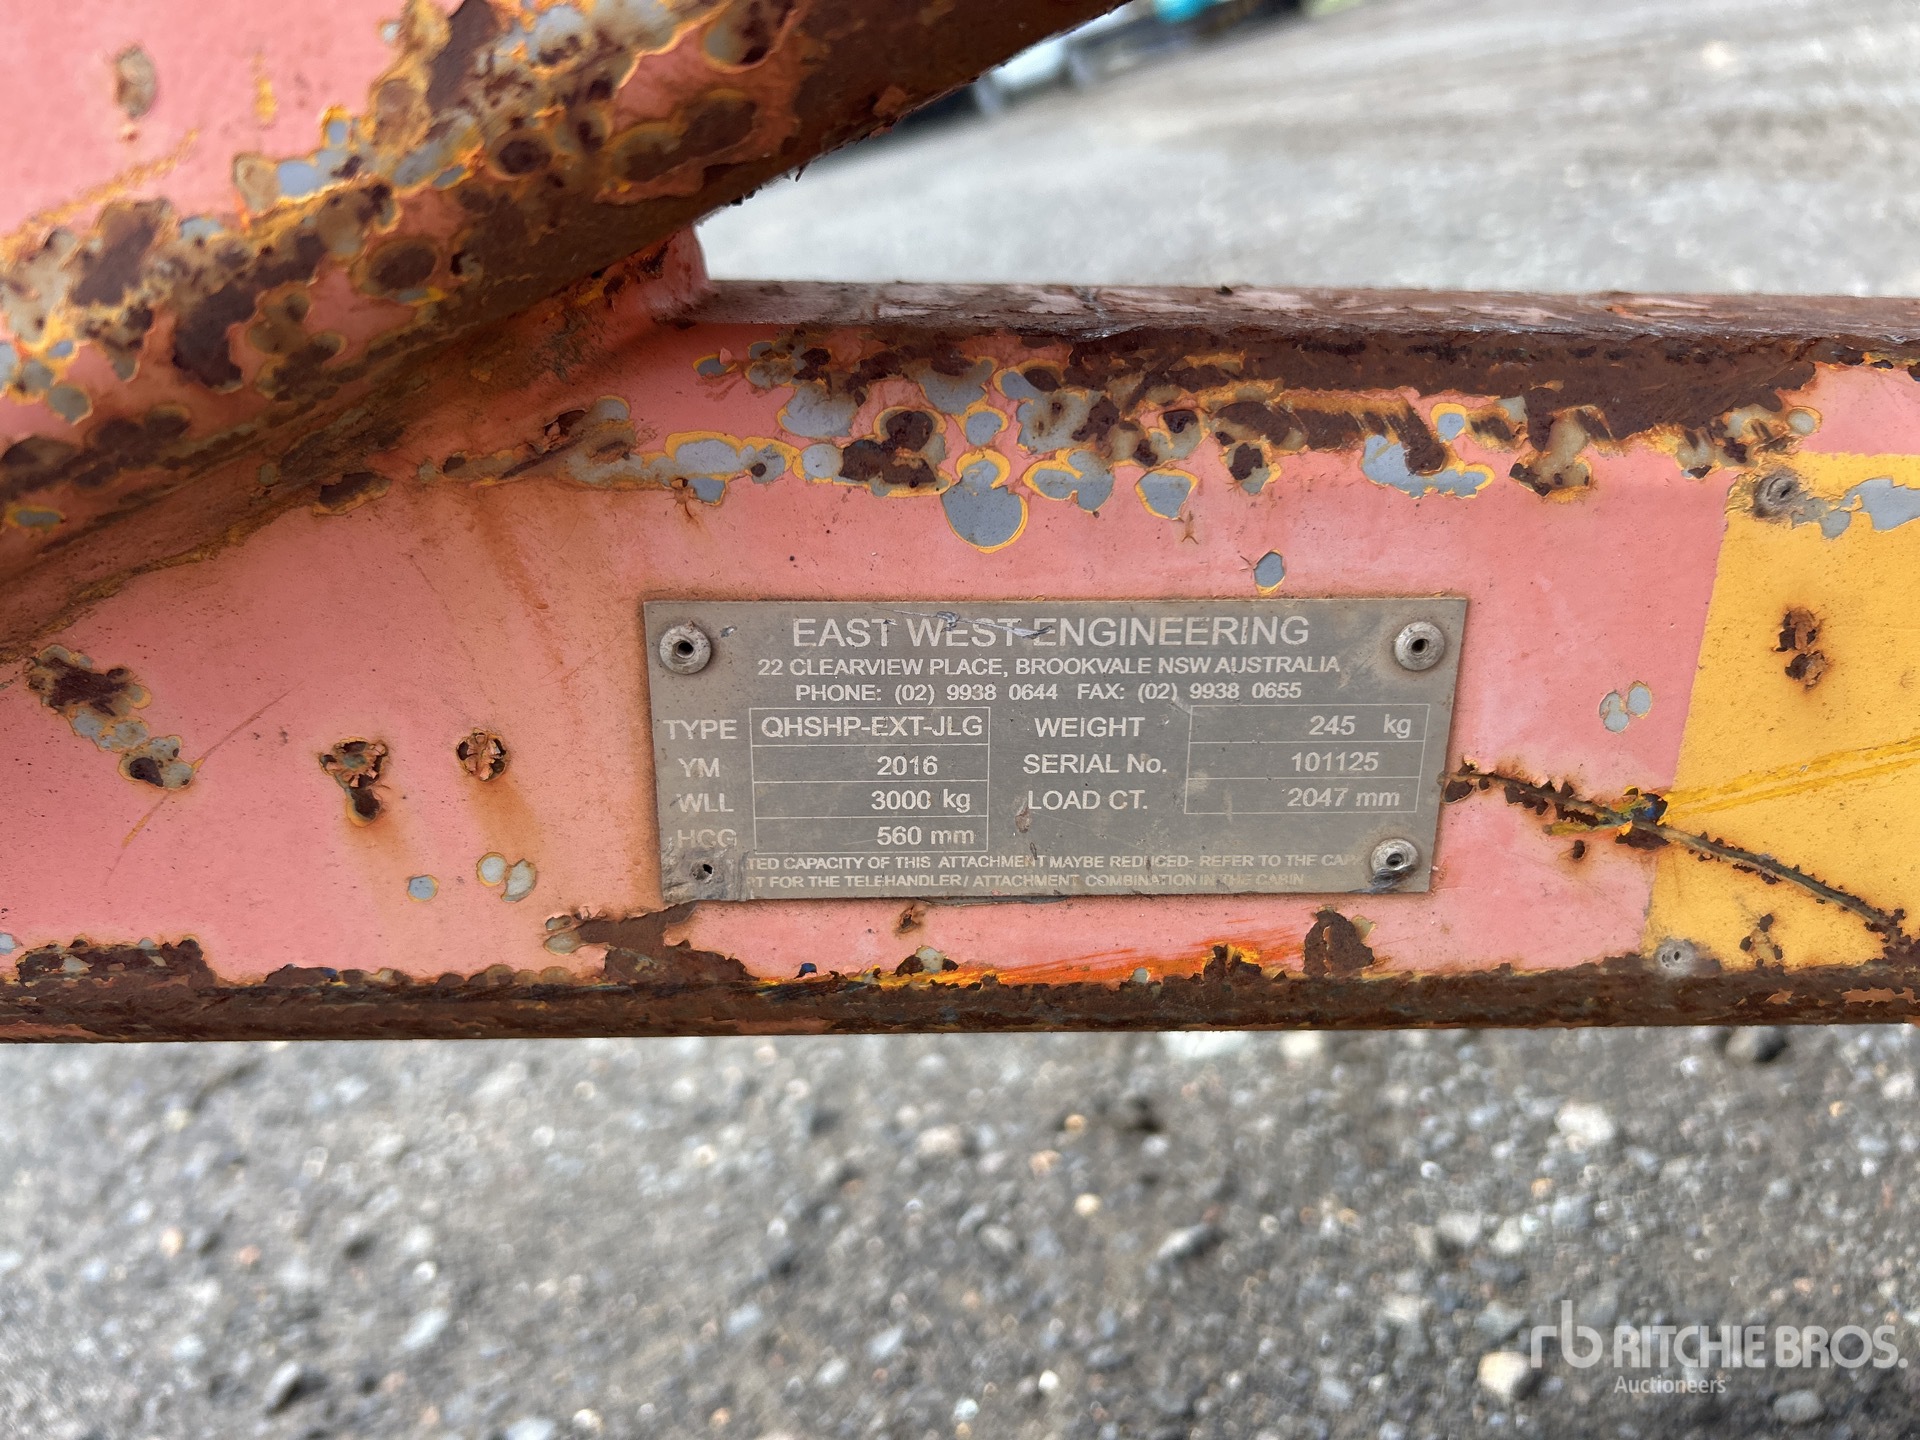 EAST WEST ENGINEERING
22 CLEARVIEW PLACE, BROOKVALE NSW AUSTRALIA
PHONE: (02) 9938 0644 FAX: (02) 9938 0655
TYPE QHSHP-EXT-JLG WEIGHT 245 kg
YM 2016 SERIAL No. 101125
WLL 3000 kg LOAD CT. 2047 mm
HCG 560 mm
CAPACITY OF THIS ATTACHMENT MAYBE REDUCED- REFER TO THE
FOR THE TELEHANDLER/ ATTACHMENT COMBINATION IN THE CABIN
rb RITCHIE BROS.
Auctioneers